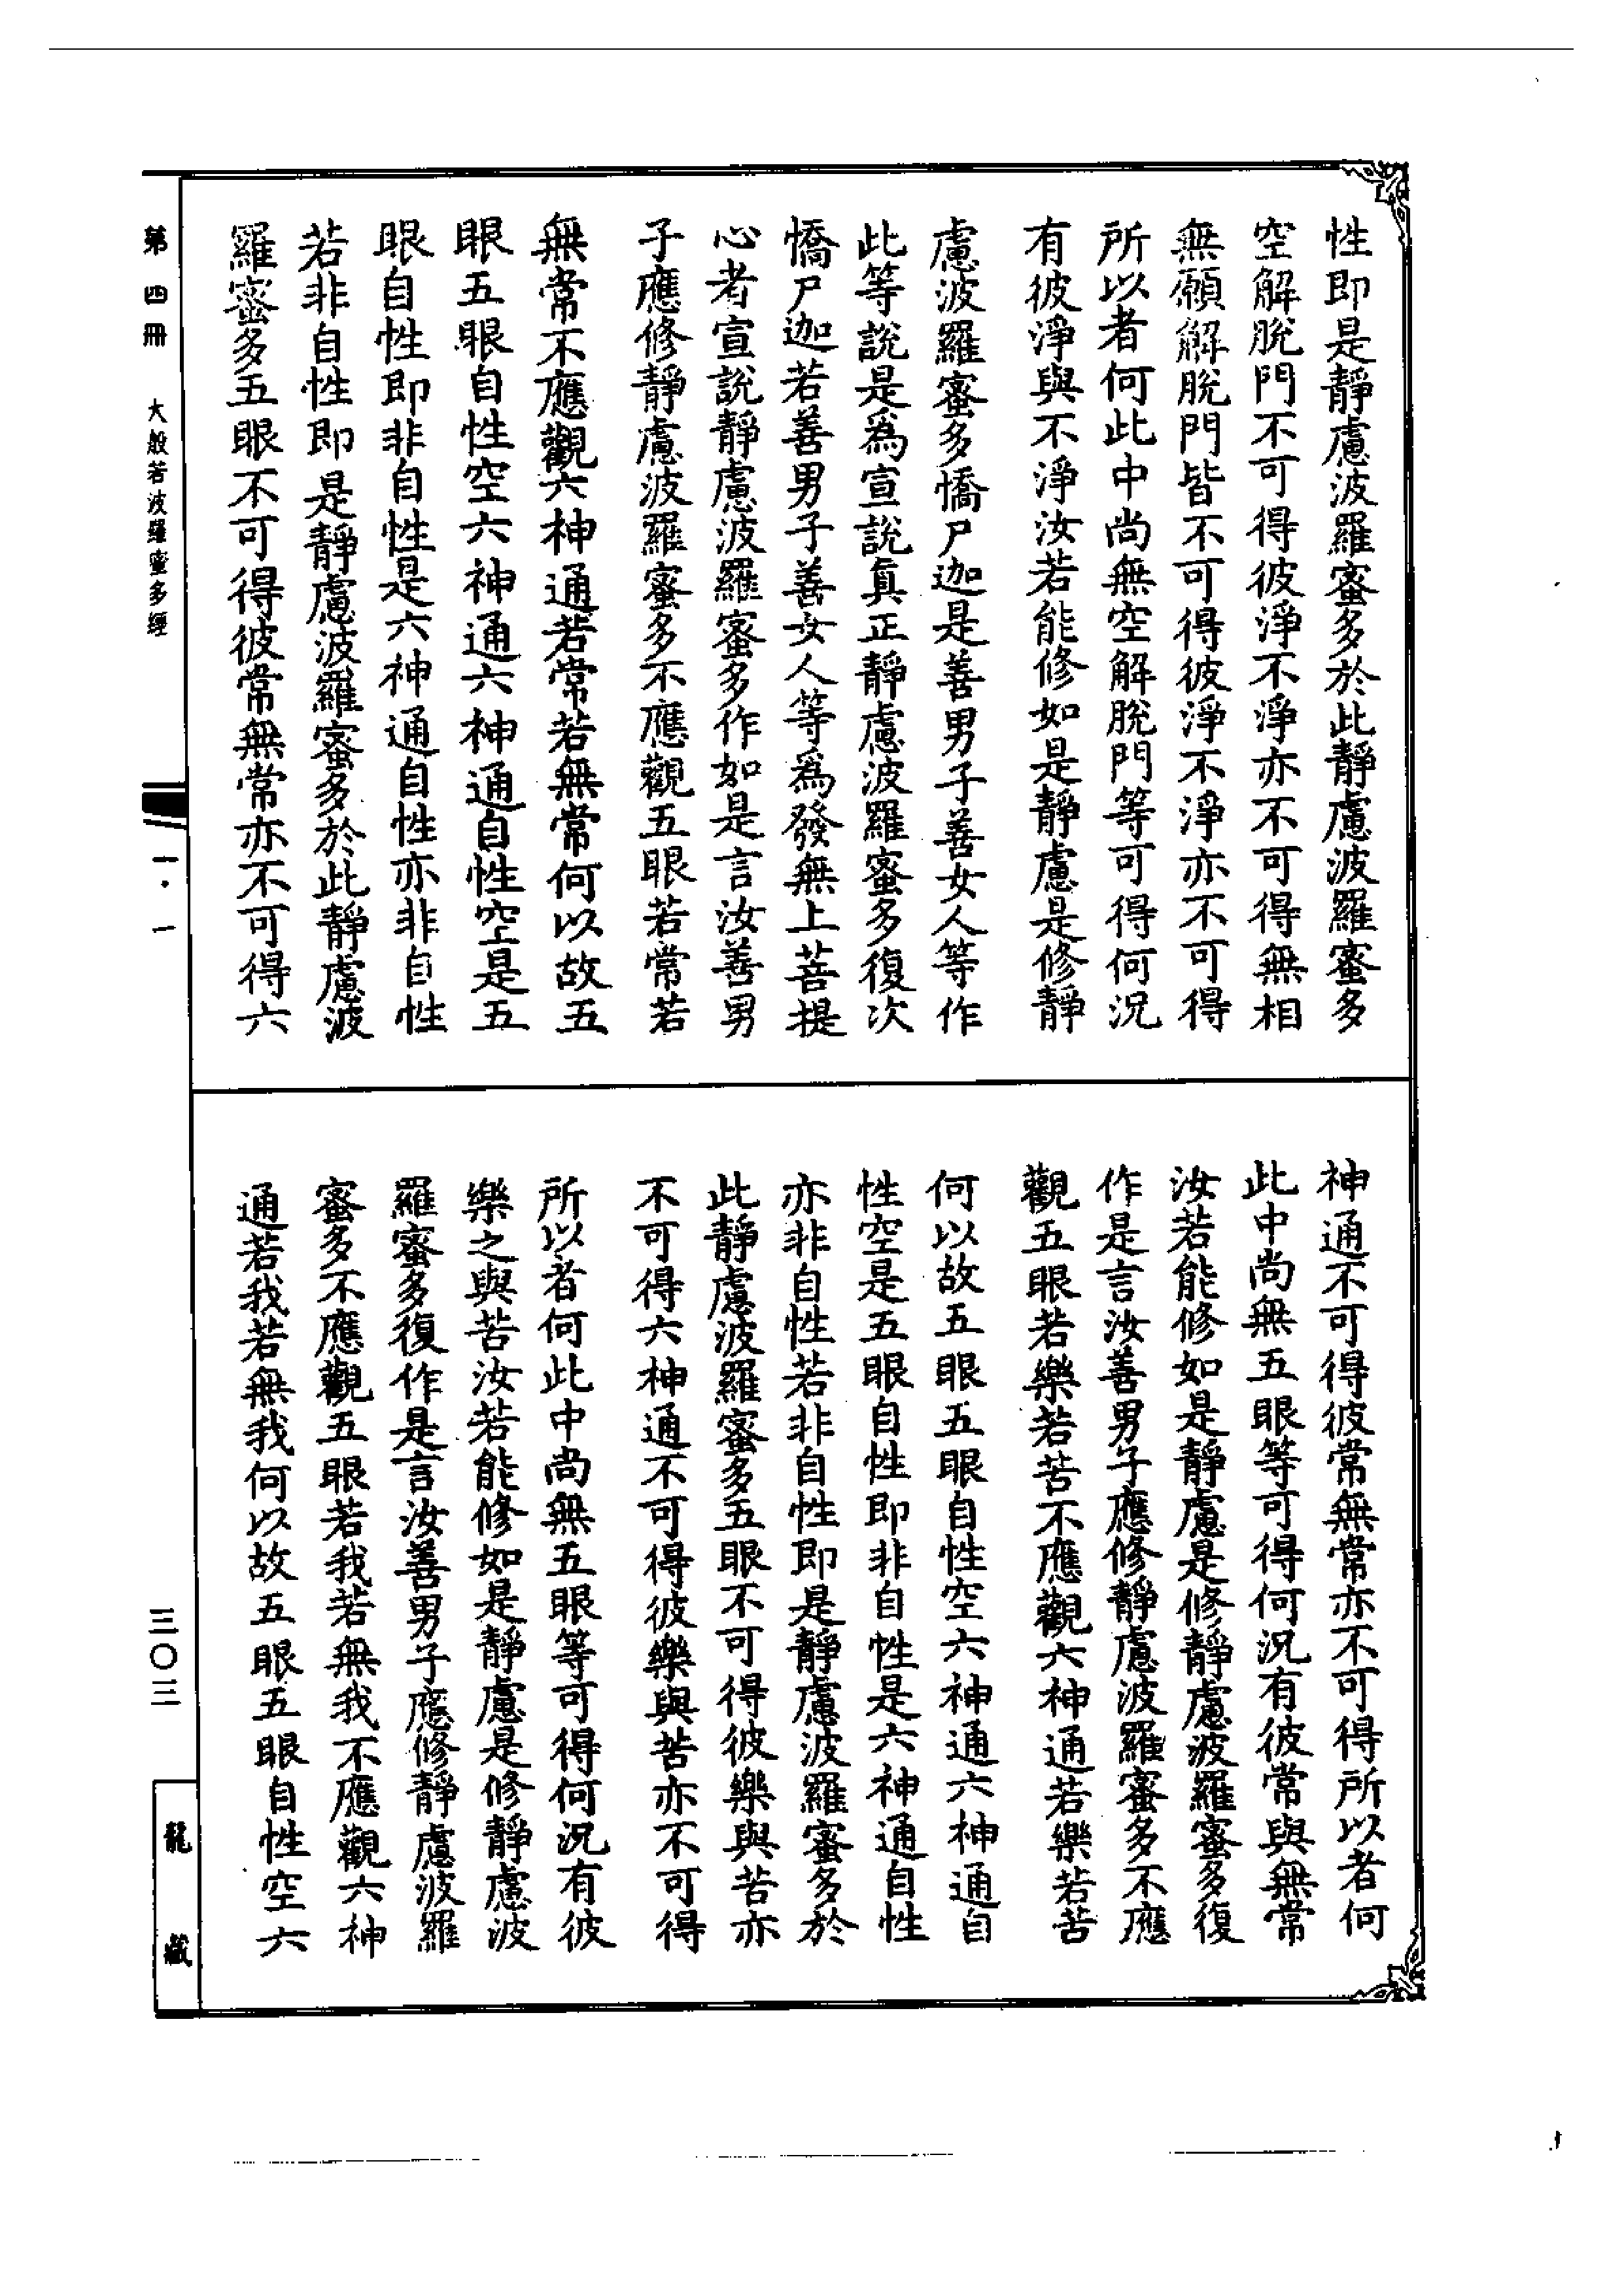 性即是靜慮波羅蜜多於此靜慮波羅蜜多
空解脫門不可得彼淨不淨亦不可得無相
無願解脫門皆不可得彼淨不淨亦不可得
所以者何此中尚無空解脫門等可得何況
有彼淨與不淨汝若能修如是靜慮是修靜
慮波羅蜜多憍尸迦是善男子善女人等作
此等說是為宣說真正靜慮波羅蜜多復次
憍尸迦若善男子善女人等為發無上菩提
心者宣說靜慮波羅蜜多作如是言汝善男
子應修靜慮波羅蜜多不應觀五眼若常若
無常不應觀六神通若常若無常何以故五
眼五眼自性空六神通六神通自性空是五
眼自性即非自性是六神通自性亦非自性
若非自性即是靜慮波羅蜜多於此靜慮波
羅蜜多五眼不可得彼常無常亦不可得六
神通不可得彼常無常亦不可得所以者何
此中尚無五眼等可得何況有彼常與無常
汝若能修如是靜慮是修靜慮波羅蜜多復
作是言汝善男子應修靜慮波羅蜜多不應
觀五眼若樂若苦不應觀六神通若樂若苦
何以故五眼五眼自性空六神通六神通自
性空是五眼自性即非自性是六神通自性
亦非自性若非自性即是靜慮波羅蜜多於
此靜慮波羅蜜多五眼不可得彼樂與苦亦
不可得六神通不可得彼樂與苦亦不可得
所以者何此中尚無五眼等可得何況有彼
樂之與苦汝若能修如是靜慮是修靜慮波
羅蜜多復作是言汝善男子應修靜慮波羅
蜜多不應觀五眼若我若無我不應觀六神
通若我若無我何以故五眼五眼自性空六
第四冊 大般若波羅蜜多經
一·一
三〇三
龍藏